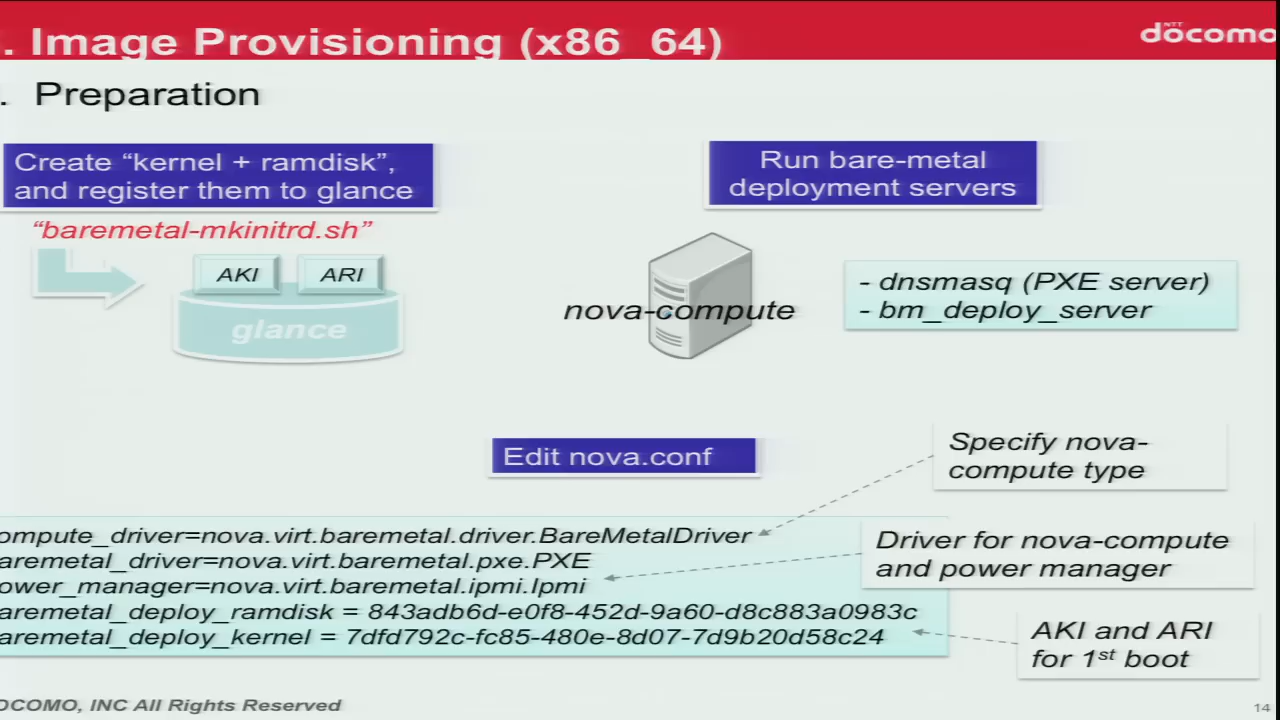 . Image Provisioning (x86_64)
NTT
döcomo
. Preparation
Create “kernel + ramdisk”,
and register them to glance
Run bare-metal
deployment servers
“baremetal-mkinitrd.sh”
AKI
ARI
glance
nova-compute
- dnsmasq (PXE server)
- bm_deploy_server
Edit nova.conf
Specify nova-
compute type
ompute_driver=nova.virt.baremetal.driver.BareMetalDriver
aremetal_driver=nova.virt.baremetal.pxe.PXE
ower_manager=nova.virt.baremetal.ipmi.Ipmi
aremetal_deploy_ramdisk = 843adb6d-e0f8-452d-9a60-d8c883a0983c
aremetal_deploy_kernel = 7dfd792c-fc85-480e-8d07-7d9b20d58c24
Driver for nova-compute
and power manager
AKI and ARI
for 1st boot
OCOMO, INC All Rights Reserved
14